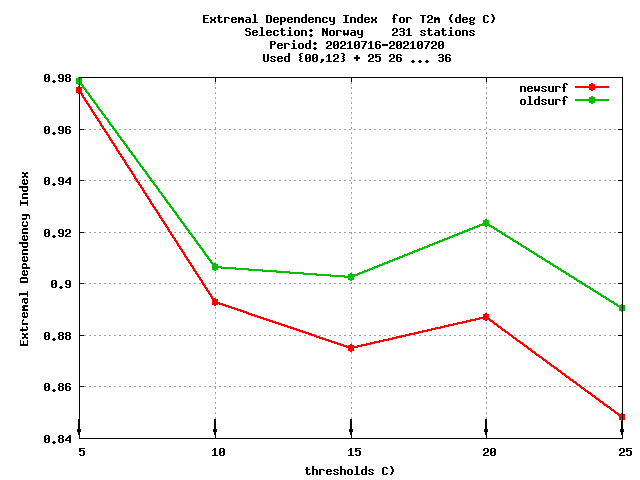 Extremal Dependency Index  for T2m (deg C)
Selection: Norway    231 stations
Period: 20210716-20210720
Used {00,12} + 25 26 ... 36
newsurf
oldsurf
Extremal Dependency Index
0.98
0.96
0.94
0.92
0.9
0.88
0.86
0.84
5 10 15 20 25
thresholds C)